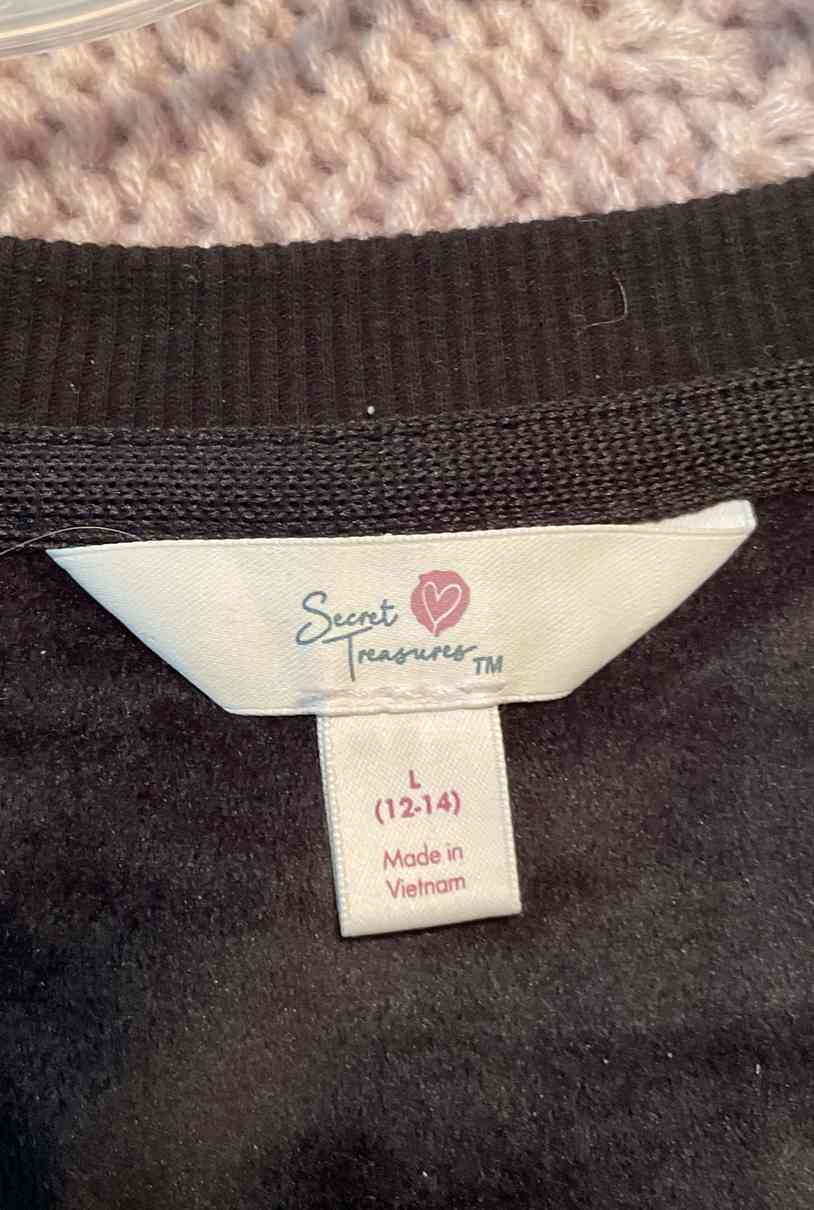 Secret
Treasures TM
L
(12-14)
Made in
Vietnam